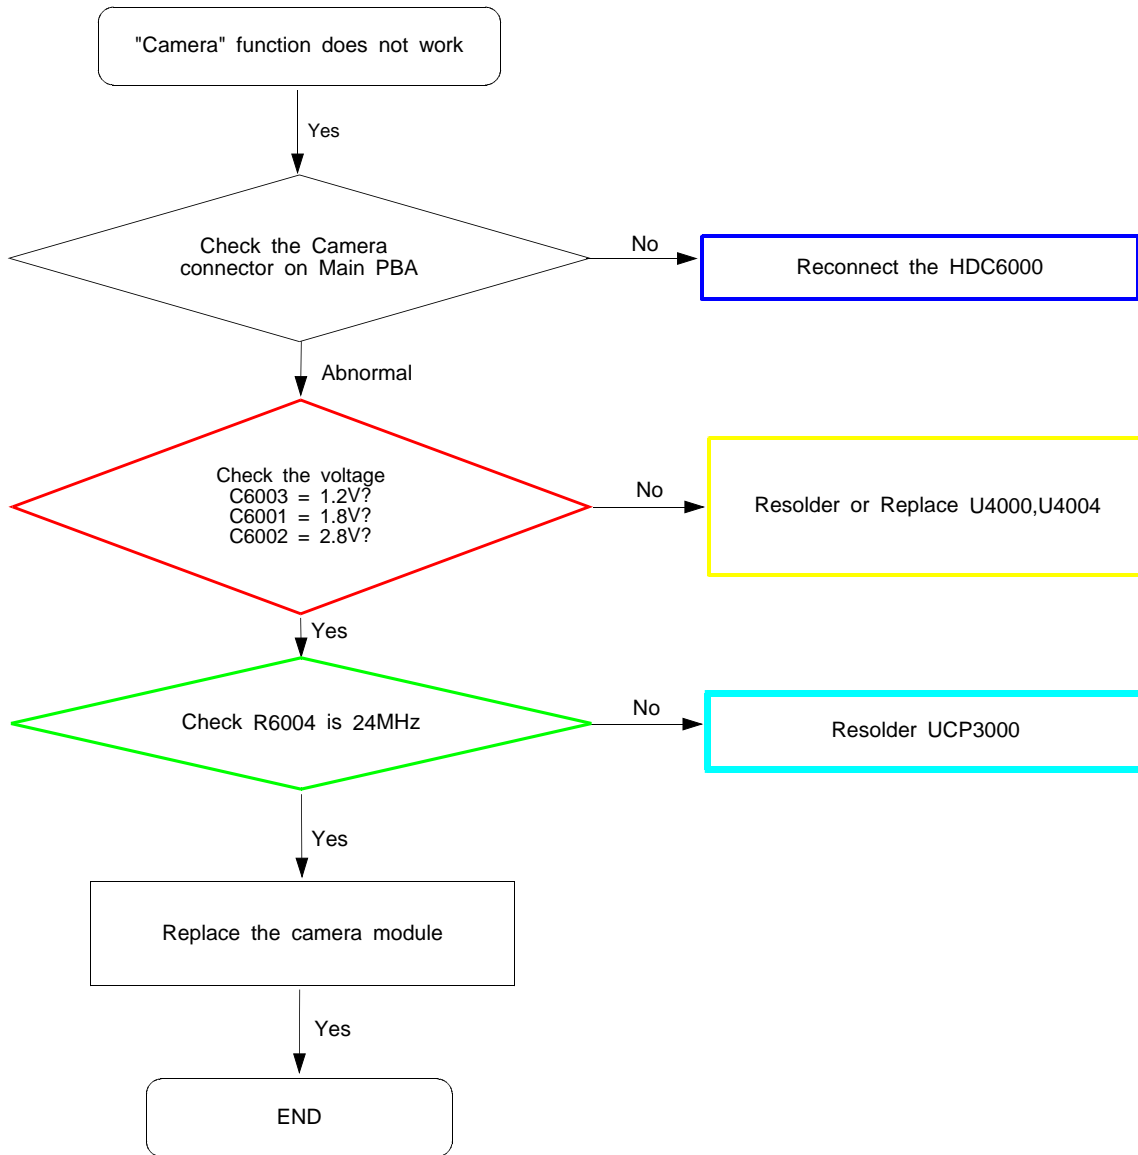 "Camera" function does not work
Yes
Check the Camera
connector on Main PBA
No
Reconnect the HDC6000
Abnormal
Check the voltage
C6003 = 1.2V?
C6001 = 1.8V?
C6002 = 2.8V?
No
Resolder or Replace U4000,U4004
Yes
Check R6004 is 24MHz
No
Resolder UCP3000
Yes
Replace the camera module
Yes
END